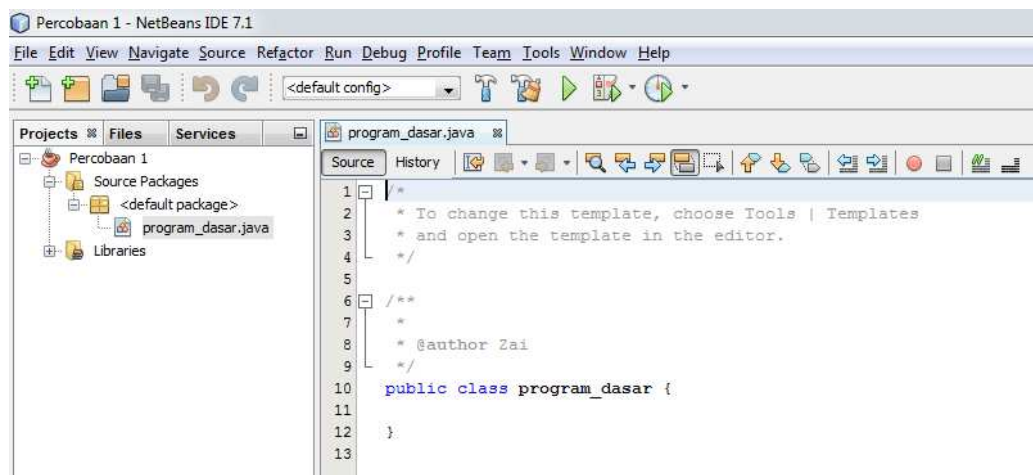 Percobaan 1 - NetBeans IDE 7.1
File Edit View Navigate Source Refactor Run Debug Profile Team Tools Window Help
<default config>
Projects Files Services
Percobaan 1
Source Packages
<default package>
program_dasar.java
Libraries
program_dasar.java
Source History
1 /*
2 * To change this template, choose Tools | Templates
3 * and open the template in the editor.
4 */
5
6 /**
7 *
8 * @author Zai
9 */
10 public class program_dasar {
11
12 }
13